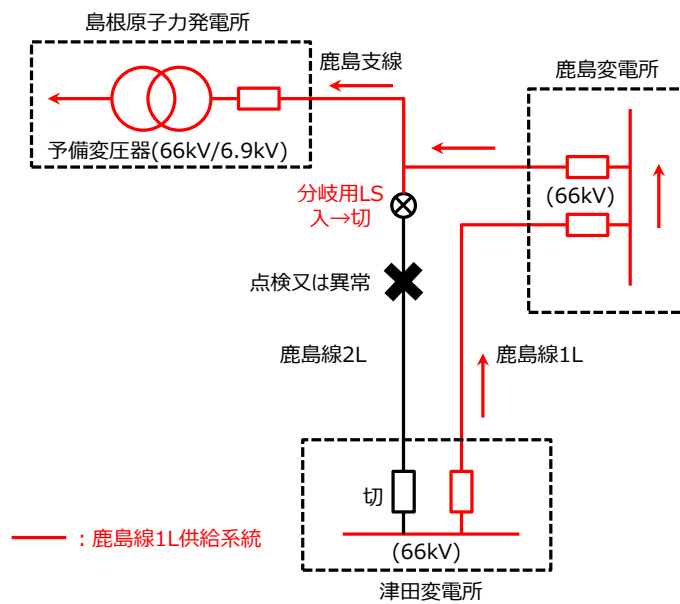 島根原子力発電所
鹿島支線
鹿島変電所
予備変圧器(66kV/6.9kV)
(66kV)
分岐用LS
入→切
点検又は異常
鹿島線2L
鹿島線1L
切
：鹿島線1L供給系統
(66kV)
津田変電所